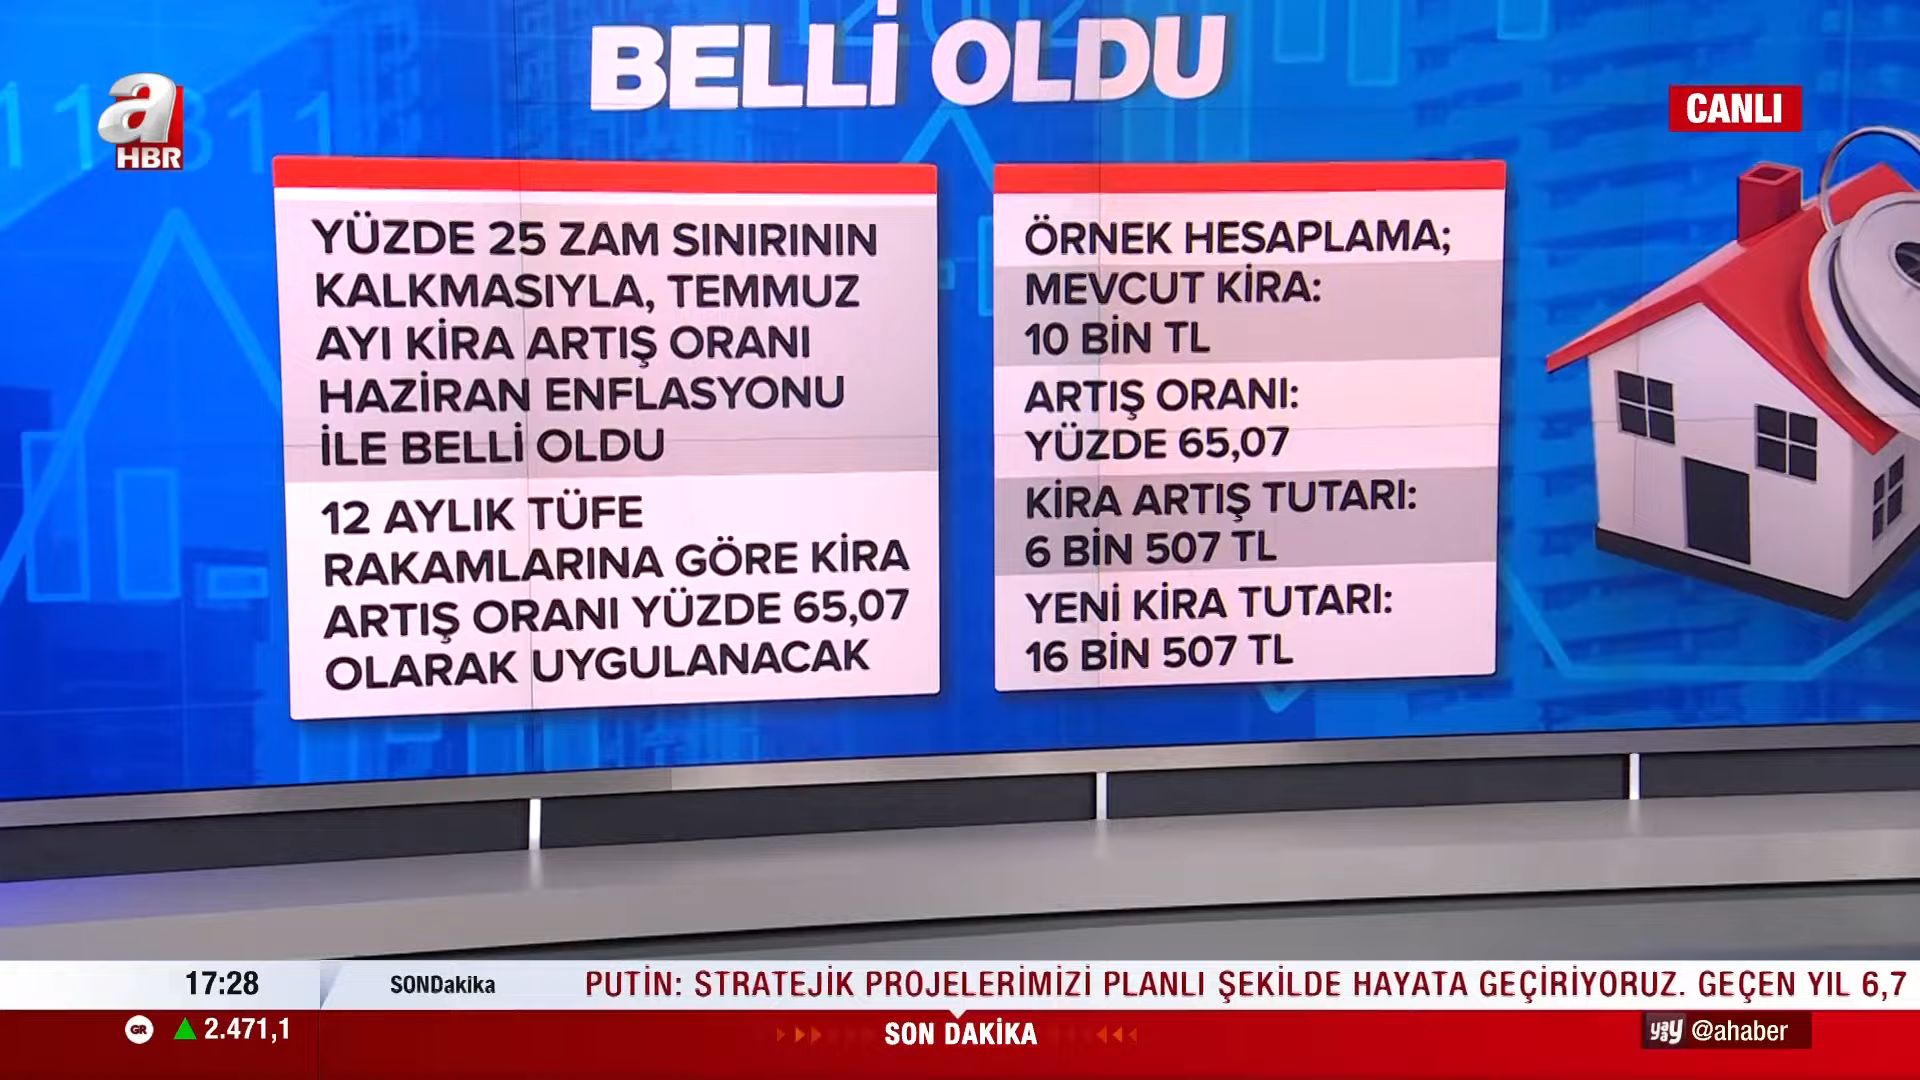 BELLİ OLDU
a
HBR
CANLI
YÜZDE 25 ZAM SINIRININ
KALKMASIYLA, TEMMUZ
AYI KİRA ARTIŞ ORANI
HAZİRAN ENFLASYONU
İLE BELLİ OLDU
12 AYLIK TÜFE
RAKAMLARINA GÖRE KİRA
ARTIŞ ORANI YÜZDE 65,07
OLARAK UYGULANACAK
ÖRNEK HESAPLAMA;
MEVCUT KİRA:
10 BİN TL
ARTIŞ ORANI:
YÜZDE 65,07
KİRA ARTIŞ TUTARI:
6 BİN 507 TL
YENİ KİRA TUTARI:
16 BİN 507 TL
17:28
SONDakika
PUTİN: STRATEJİK PROJELERİMİZİ PLANLI ŞEKİLDE HAYATA GEÇİRİYORUZ. GEÇEN YIL 6,7
GR 2.471,1
SON DAKİKA
yaay @ahaber